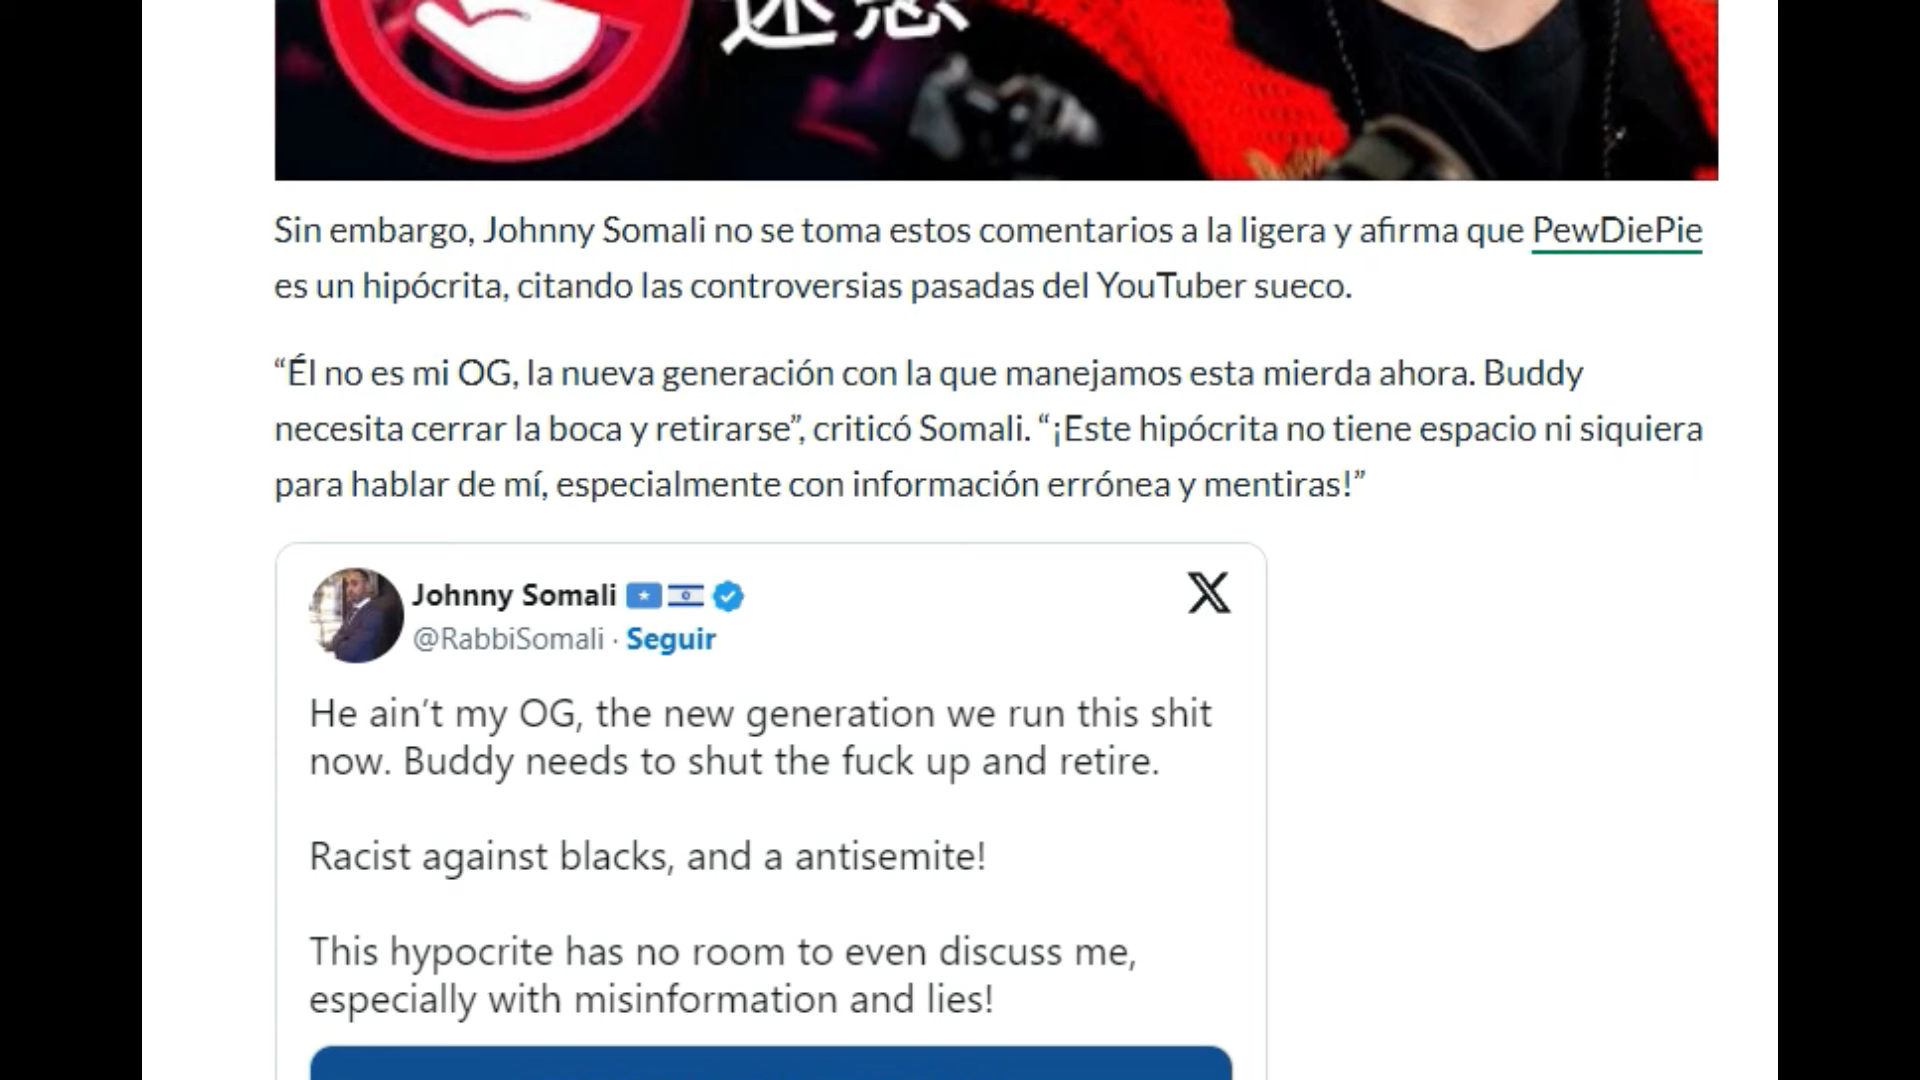 迷惑
Sin embargo, Johnny Somali no se toma estos comentarios a la ligera y afirma que PewDiePie
es un hipócrita, citando las controversias pasadas del YouTuber sueco.
“Él no es mi OG, la nueva generación con la que manejamos esta mierda ahora. Buddy
necesita cerrar la boca y retirarse”, criticó Somali. “¡Este hipócrita no tiene espacio ni siquiera
para hablar de mí, especialmente con información errónea y mentiras!”
Johnny Somali
@RabbiSomali · Seguir
He ain’t my OG, the new generation we run this shit
now. Buddy needs to shut the fuck up and retire.
Racist against blacks, and a antisemite!
This hypocrite has no room to even discuss me,
especially with misinformation and lies!